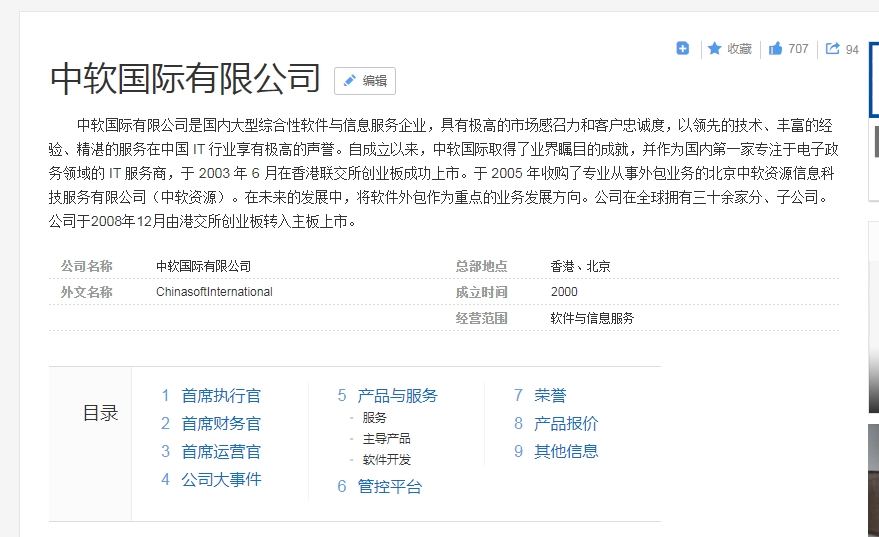 收藏 707 94
中软国际有限公司 编辑
中软国际有限公司是国内大型综合性软件与信息服务企业，具有极高的市场感召力和客户忠诚度，以领先的技术、丰富的经
验、精湛的服务在中国 IT 行业享有极高的声誉。自成立以来，中软国际取得了业界瞩目的成就，并作为国内第一家专注于电子政
务领域的 IT 服务商，于 2003 年 6 月在香港联交所创业板成功上市。于 2005 年收购了专业从事外包业务的北京中软资源信息科
技服务有限公司（中软资源）。在未来的发展中，将软件外包作为重点的业务发展方向。公司在全球拥有三十余家分、子公司。
公司于2008年12月由港交所创业板转入主板上市。
公司名称 中软国际有限公司 总部地点 香港、北京
外文名称 ChinasoftInternational 成立时间 2000
经营范围 软件与信息服务
目录
1 首席执行官
2 首席财务官
3 首席运营官
4 公司大事件
5 产品与服务
- 服务
- 主导产品
- 软件开发
6 管控平台
7 荣誉
8 产品报价
9 其他信息